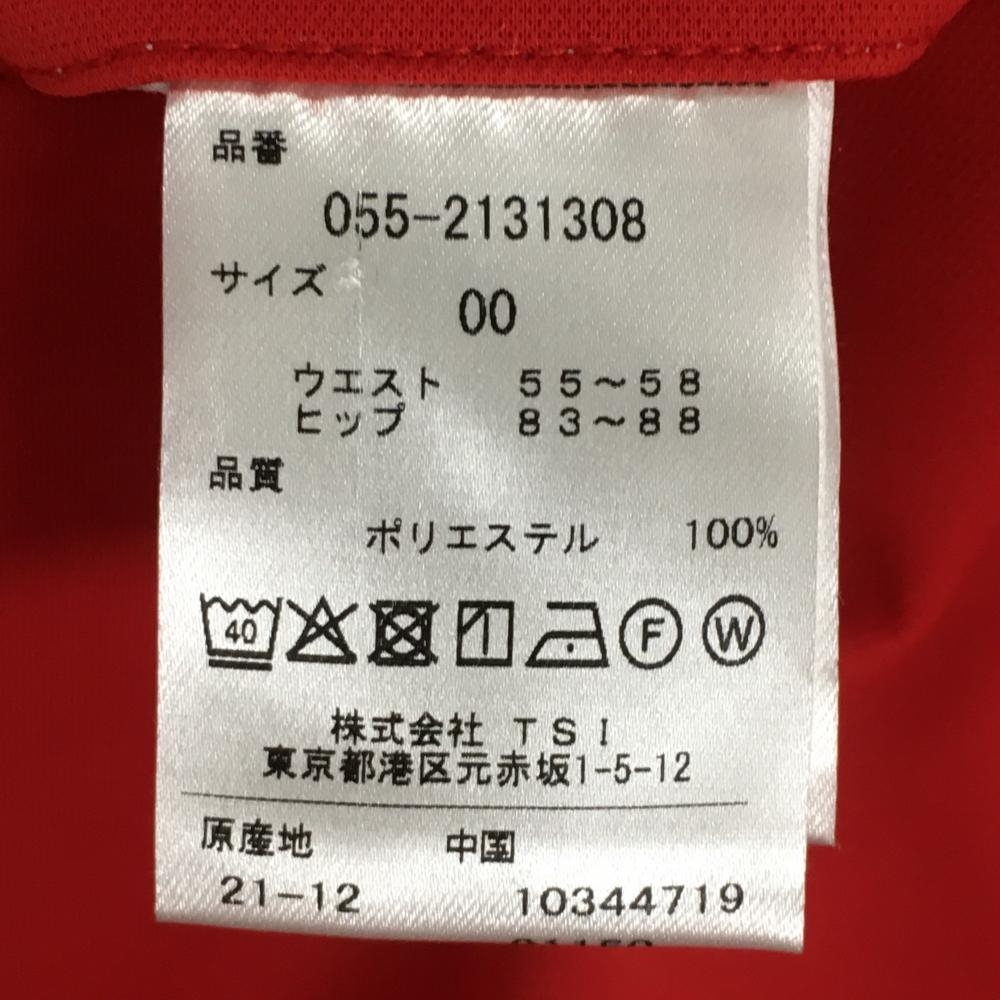 品番
055-2131308
サイズ
00
ウエスト 55〜58
ヒップ 83〜88
品質
ポリエステル 100%
40 F W
株式会社 TSI
東京都港区元赤坂1-5-12
原産地 中国
21-12 10344719